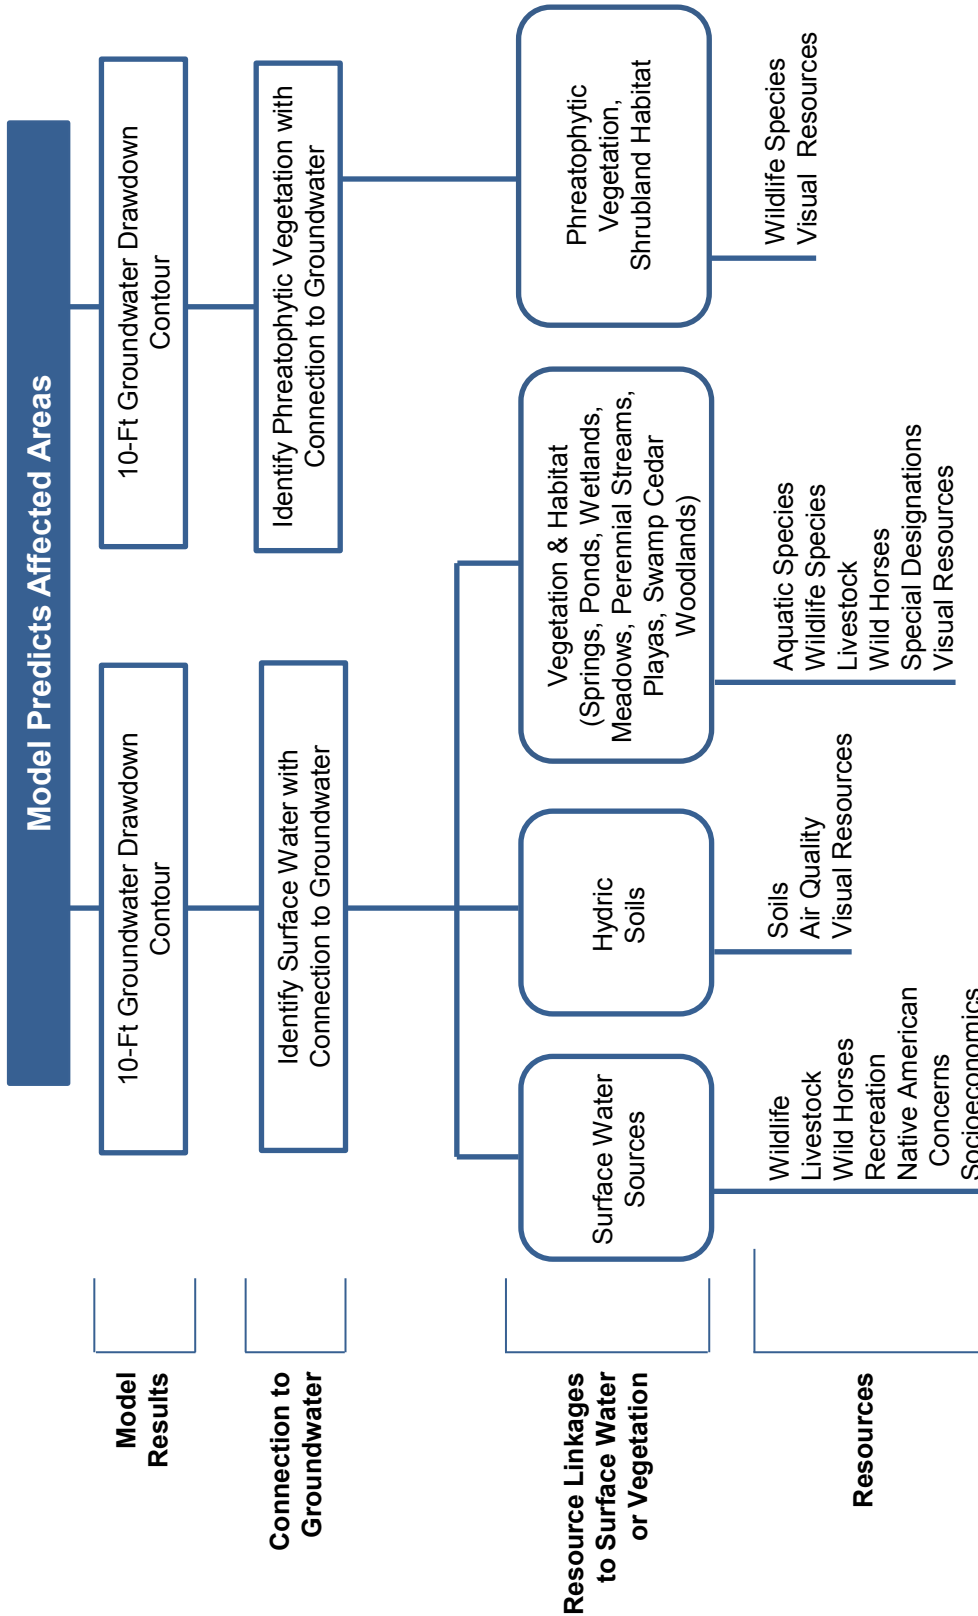 Model Predicts Affected Areas
Model
Results
10-Ft Groundwater Drawdown
Contour
10-Ft Groundwater Drawdown
Contour
Connection to
Groundwater
Identify Surface Water with
Connection to Groundwater
Identify Phreatophytic Vegetation with
Connection to Groundwater
Resource Linkages
to Surface Water
or Vegetation
Surface Water
Sources
Hydric
Soils
Vegetation & Habitat
(Springs, Ponds, Wetlands,
Meadows, Perennial Streams,
Playas, Swamp Cedar
Woodlands)
Phreatophytic
Vegetation,
Shrubland Habitat
Resources
Wildlife
Livestock
Wild Horses
Recreation
Native American
Concerns
Socioeconomics
Soils
Air Quality
Visual Resources
Aquatic Species
Wildlife Species
Livestock
Wild Horses
Special Designations
Visual Resources
Wildlife Species
Visual Resources